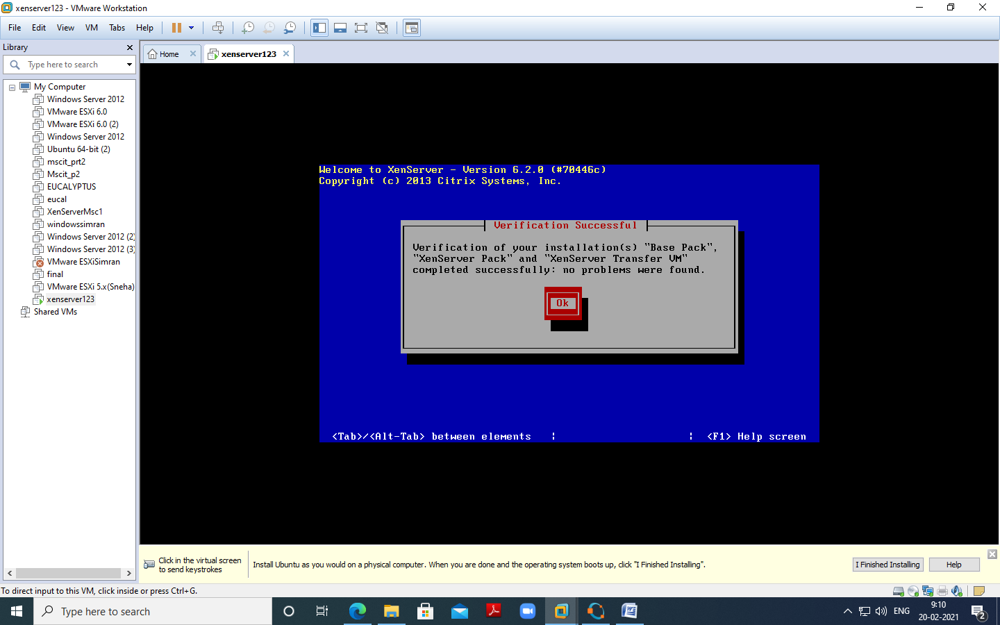 xenserver123 - VMware Workstation
File Edit View VM Tabs Help
Library
Type here to search
My Computer
Windows Server 2012
VMware ESXi 6.0
VMware ESXi 6.0 (2)
Windows Server 2012
Ubuntu 64-bit (2)
mscit_prt2
Mscit_p2
EUCALYPTUS
eucal
XenServerMsc1
windowssimran
Windows Server 2012 (2)
Windows Server 2012 (3)
VMware ESXiSimran
final
VMware ESXi 5.x(Sneha)
xenserver123
Shared VMs
Home xenserver123
Welcome to XenServer - Version 6.2.0 (#70446c)
Copyright (c) 2013 Citrix Systems, Inc.
Verification Successful
Verification of your installation(s) "Base Pack",
"XenServer Pack" and "XenServer Transfer VM"
completed successfully: no problems were found.
Ok
<Tab>/<Alt-Tab> between elements ¦ ¦ <F1> Help screen
Click in the virtual screen
to send keystrokes
Install Ubuntu as you would on a physical computer. When you are done and the operating system boots up, click "I Finished Installing".
I Finished Installing Help
To direct input to this VM, click inside or press Ctrl+G.
Type here to search
ENG
9:10
20-02-2021
2